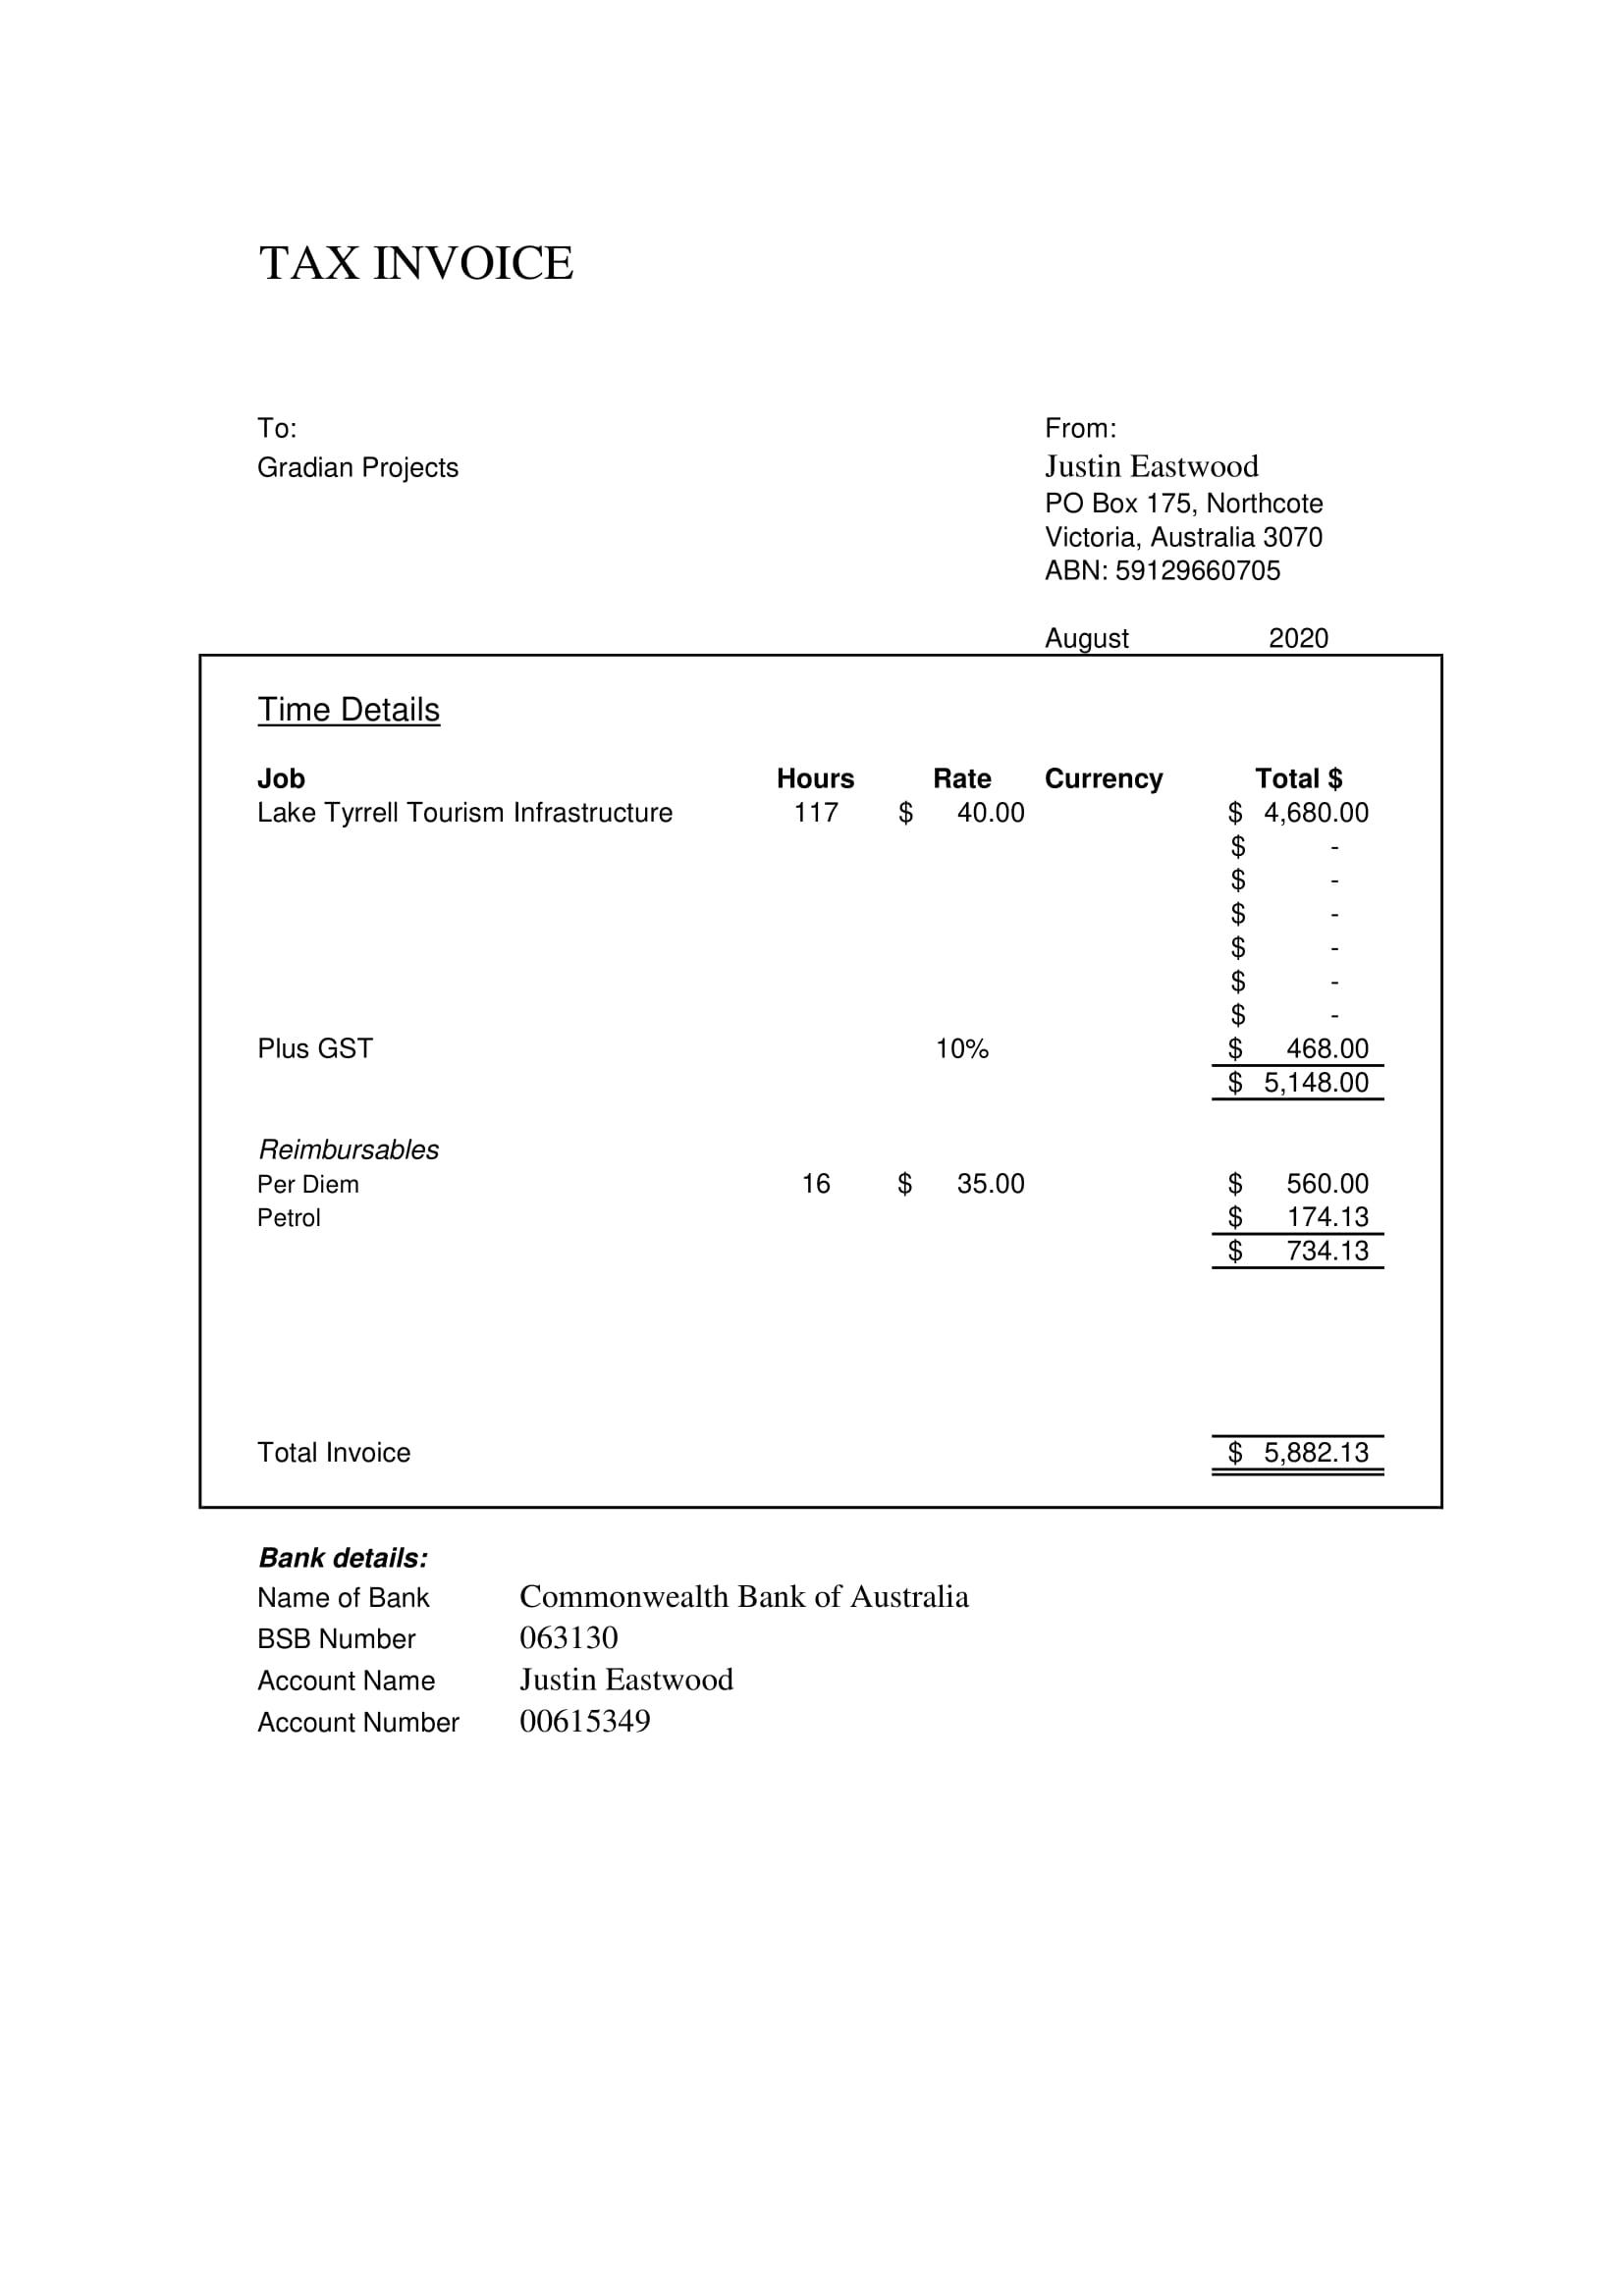 TAX INVOICE
To: From:
Gradian Projects Justin Eastwood
PO Box 175, Northcote
Victoria, Australia 3070
ABN: 59129660705
August 2020
Time Details
Job Hours Rate Currency Total $
Lake Tyrrell Tourism Infrastructure 117 $ 40.00 $ 4,680.00
$ -
$ -
$ -
$ -
$ -
$ -
Plus GST 10% $ 468.00
$ 5,148.00
Reimbursables
Per Diem 16 $ 35.00 $ 560.00
Petrol $ 174.13
$ 734.13
Total Invoice $ 5,882.13
Bank details:
Name of Bank Commonwealth Bank of Australia
BSB Number 063130
Account Name Justin Eastwood
Account Number 00615349